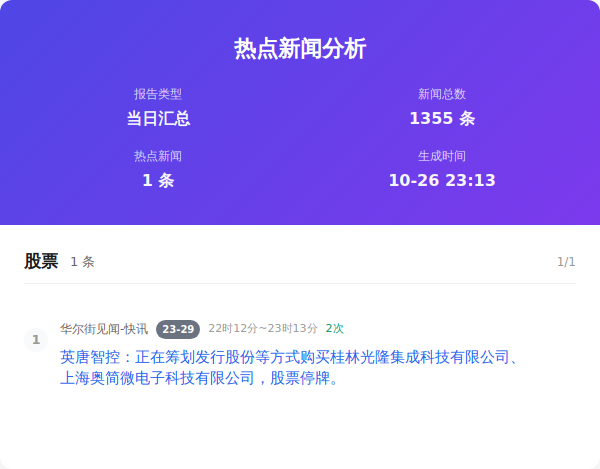 热点新闻分析
报告类型
新闻总数
当日汇总
1355 条
热点新闻
生成时间
1 条
10-26 23:13
股票 1 条 1/1
1 华尔街见闻-快讯 23-29 22时12分~23时13分 2次
英唐智控：正在筹划发行股份等方式购买桂林光隆集成科技有限公司、
上海奥简微电子科技有限公司，股票停牌。